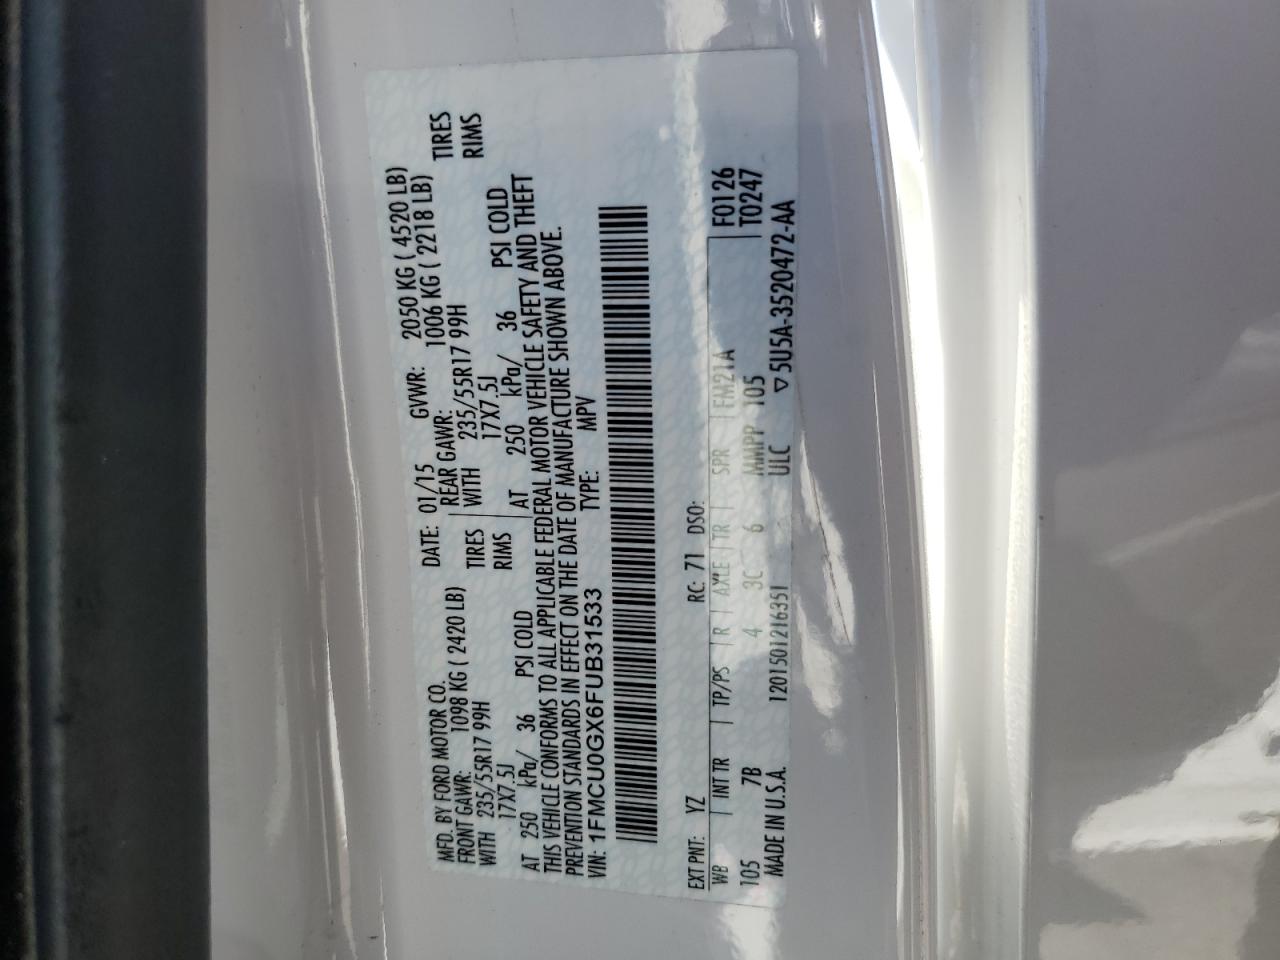 MFD. BY FORD MOTOR CO.
DATE: 01/15 GVWR: 2050 KG ( 4520 LB)
FRONT GAWR: 1098 KG ( 2420 LB) REAR GAWR: 1006 KG ( 2218 LB)
WITH 235/55R17 99H TIRES WITH 235/55R17 99H TIRES
17X7.5J RIMS 17X7.5J RIMS
AT 250 kPa/ 36 PSI COLD AT 250 kPa/ 36 PSI COLD
THIS VEHICLE CONFORMS TO ALL APPLICABLE FEDERAL MOTOR VEHICLE SAFETY AND THEFT
PREVENTION STANDARDS IN EFFECT ON THE DATE OF MANUFACTURE SHOWN ABOVE.
VIN: 1FMCU0GX6FUB31533 TYPE: MPV
EXT PNT: YZ RC: 71 DSO:
WB INT TR TP/PS R AXLE TR SPR FM21A F0126
105 7B 4 3C 6 MMPP 105 T0247
MADE IN U.S.A. 1201501216351 ULC ▽5U5A-3520472-AA